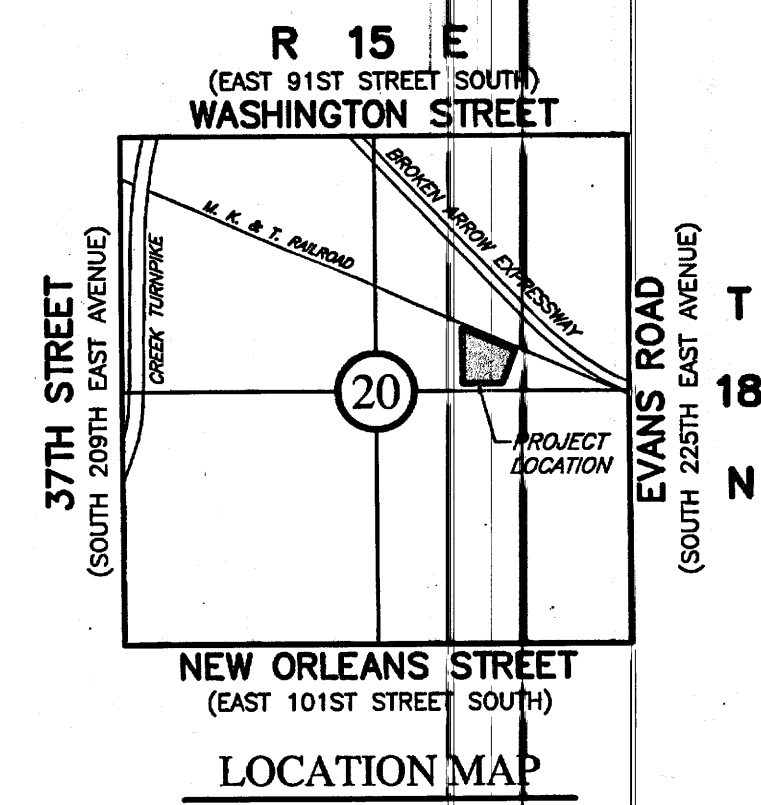 R 15 E
(EAST 91ST STREET SOUTH)
WASHINGTON STREET
BROKEN ARROW EXPRESSWAY
M. K. & T. RAILROAD
CREEK TURNPIKE
37TH STREET
(SOUTH 209TH EAST AVENUE)
EVANS ROAD
(SOUTH 225TH EAST AVENUE)
T
18
N
20
PROJECT
LOCATION
NEW ORLEANS STREET
(EAST 101ST STREET SOUTH)
LOCATION MAP